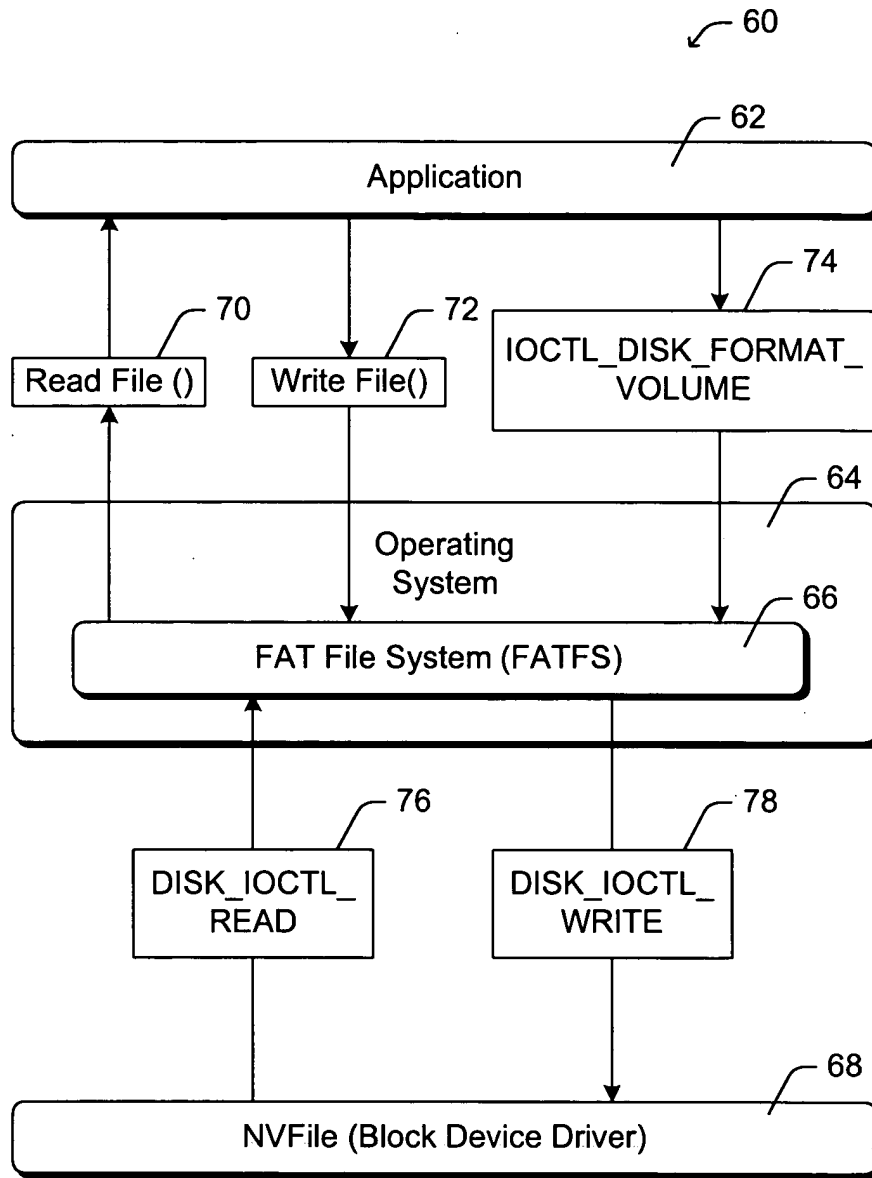 60
62
Application
74
70
72
IOCTL_DISK_FORMAT_
VOLUME
Read File ()
Write File()
64
Operating
System
66
FAT File System (FATFS)
76
78
DISK_IOCTL_
READ
DISK_IOCTL_
WRITE
68
NVFile (Block Device Driver)